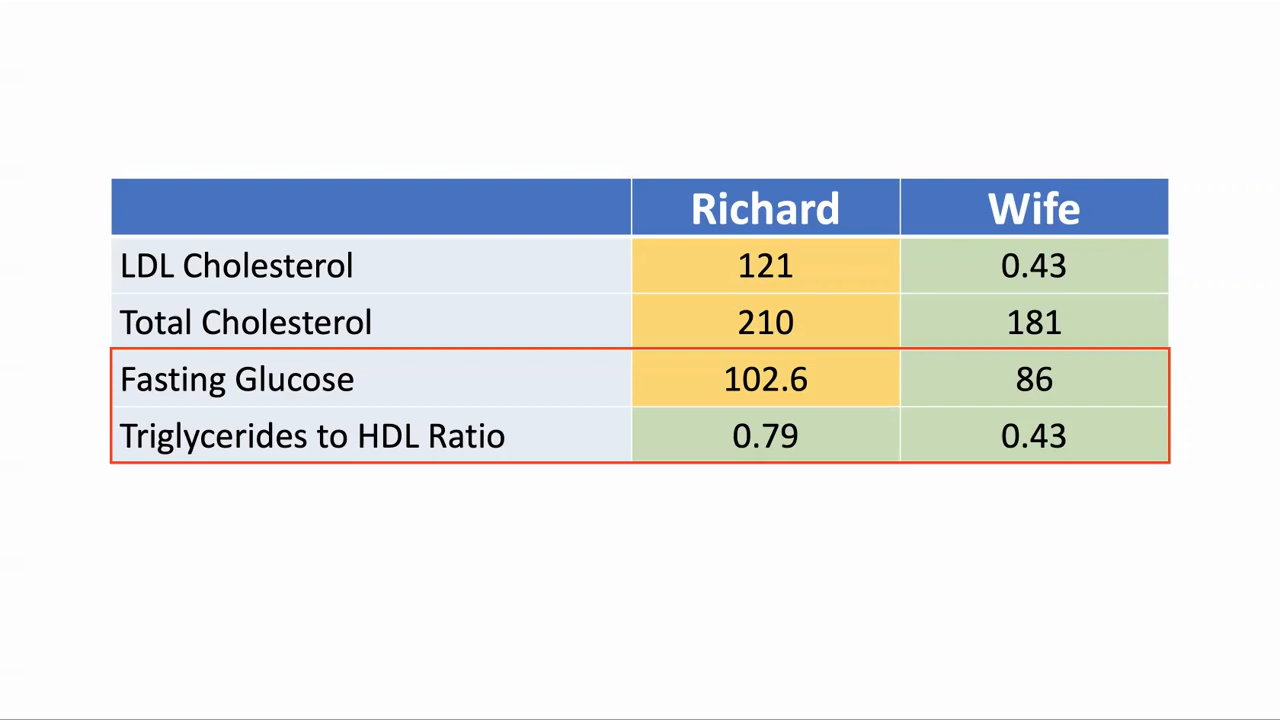 Richard Wife
LDL Cholesterol 121 0.43
Total Cholesterol 210 181
Fasting Glucose 102.6 86
Triglycerides to HDL Ratio 0.79 0.43